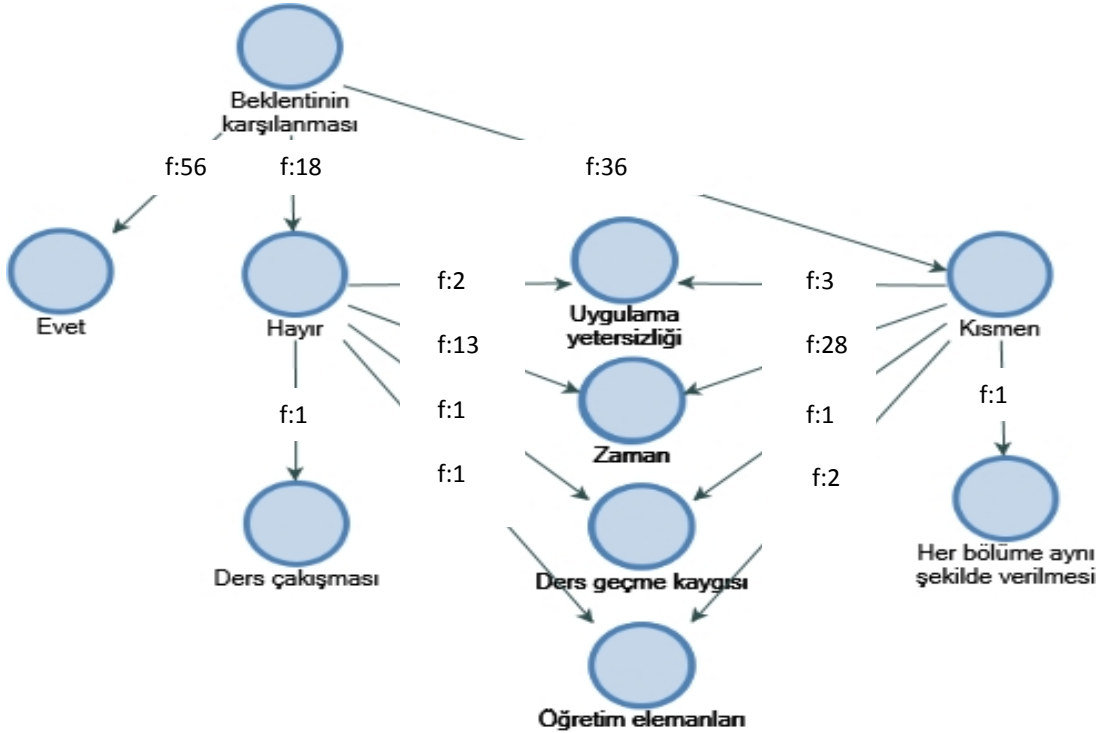 Beklentinin
karşılanması
f:56
f:18
f:36
Evet
Hayır
f:2
Uygulama
yetersizliği
f:3
Kısmen
f:13
f:28
f:1
f:1
f:1
f:1
Zaman
f:1
f:2
Ders çakışması
Ders geçme kaygısı
Her bölüme aynı
şekilde verilmesi
Öğretim elemanları